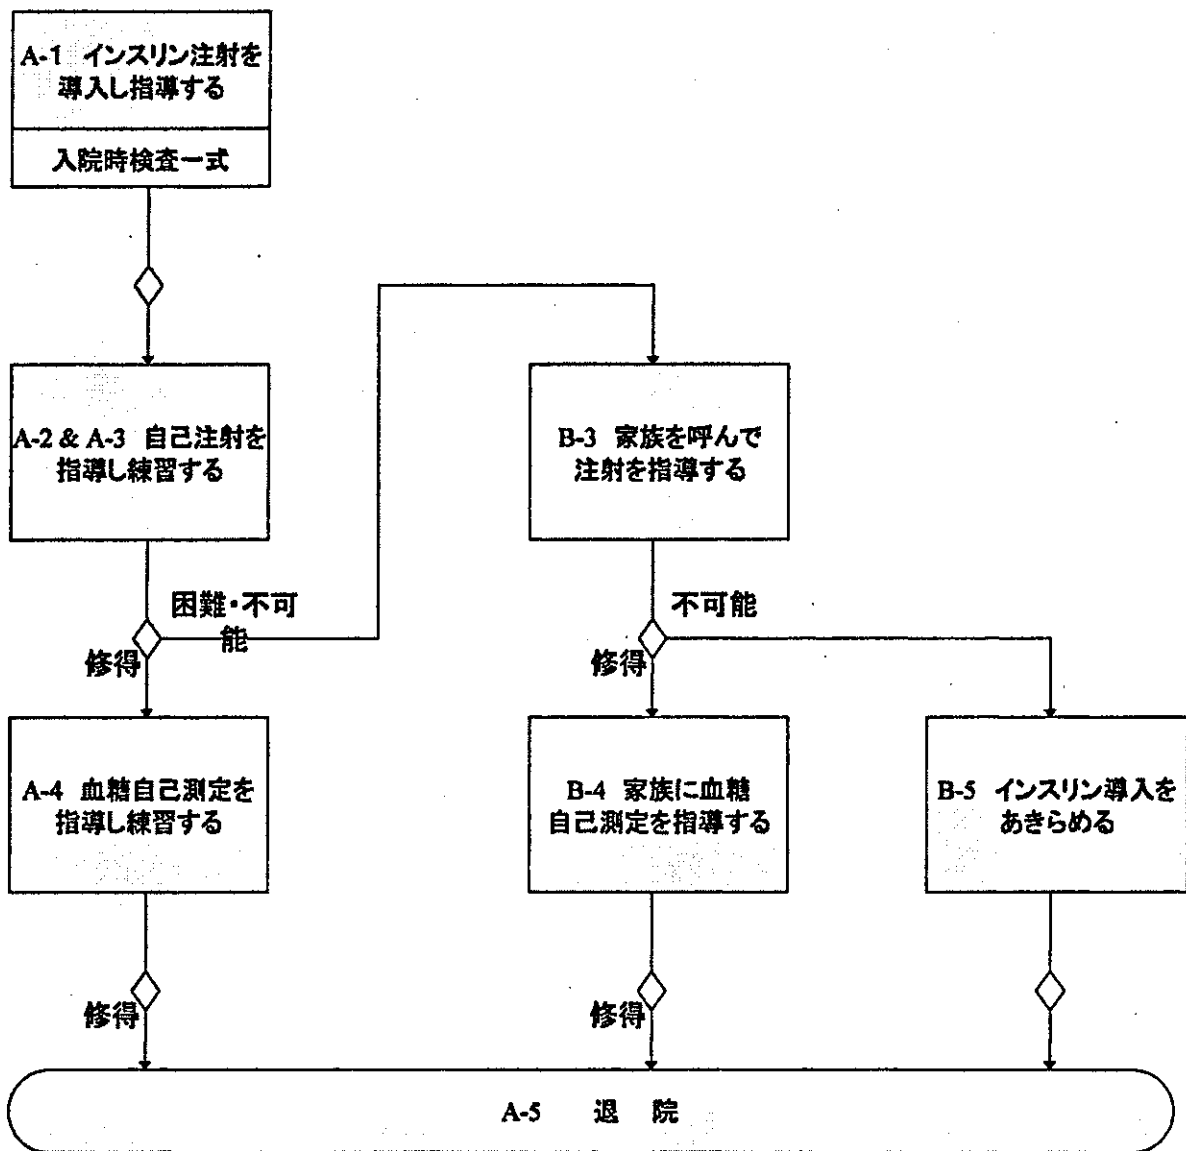 A-1 インスリン注射を
導入し指導する
入院時検査一式
A-2 & A-3 自己注射を
指導し練習する
B-3 家族を呼んで
注射を指導する
困難・不可
能
修得
不可能
修得
A-4 血糖自己測定を
指導し練習する
B-4 家族に血糖
自己測定を指導する
B-5 インスリン導入を
あきらめる
修得
修得
A-5 退 院